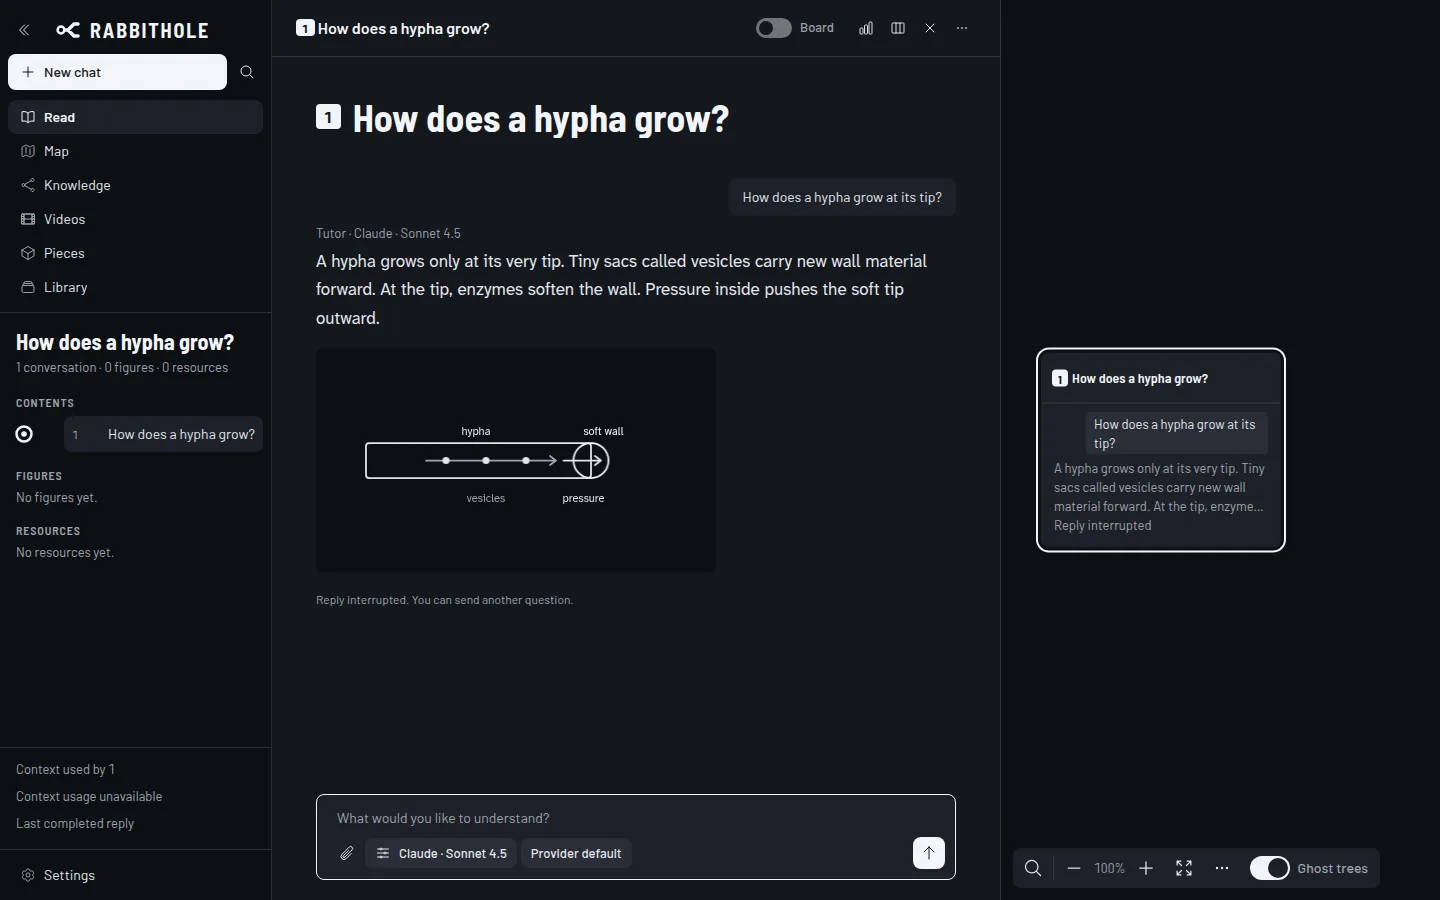 RABBITHOLE
New chat
Read
Map
Knowledge
Videos
Pieces
Library
How does a hypha grow?
1 conversation · 0 figures · 0 resources
CONTENTS
1 How does a hypha grow?
FIGURES
No figures yet.
RESOURCES
No resources yet.
Context used by 1
Context usage unavailable
Last completed reply
Settings
1 How does a hypha grow?
Board
1 How does a hypha grow?
How does a hypha grow at its tip?
Tutor · Claude · Sonnet 4.5
A hypha grows only at its very tip. Tiny sacs called vesicles carry new wall material
forward. At the tip, enzymes soften the wall. Pressure inside pushes the soft tip
outward.
hypha
soft wall
vesicles
pressure
Reply interrupted. You can send another question.
What would you like to understand?
Claude · Sonnet 4.5
Provider default
1 How does a hypha grow?
How does a hypha grow at its
tip?
A hypha grows only at its very tip. Tiny
sacs called vesicles carry new wall
material forward. At the tip, enzyme...
Reply interrupted
100%
Ghost trees